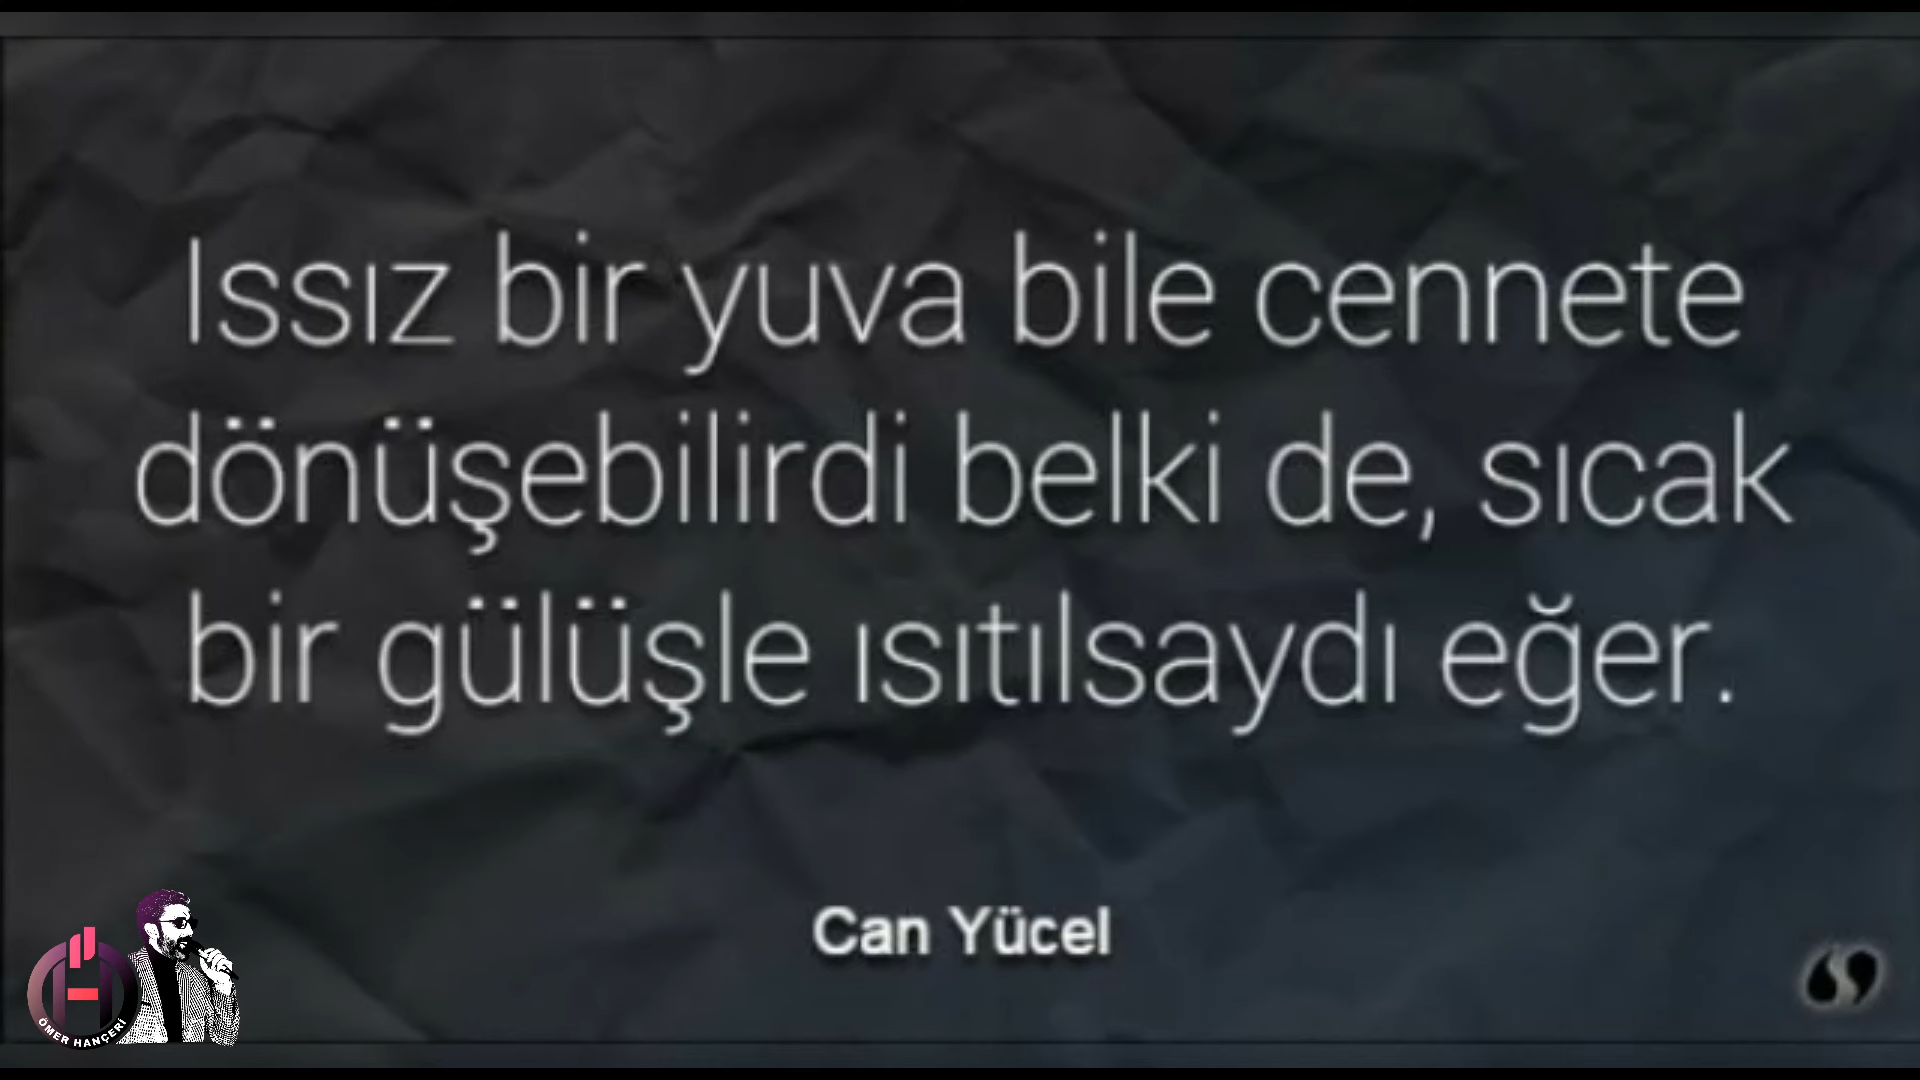 Issız bir yuva bile cennete
dönüşebilirdi belki de, sıcak
bir gülüşle ısıtılsaydı eğer.
Can Yücel
ÖMER HANÇERİ